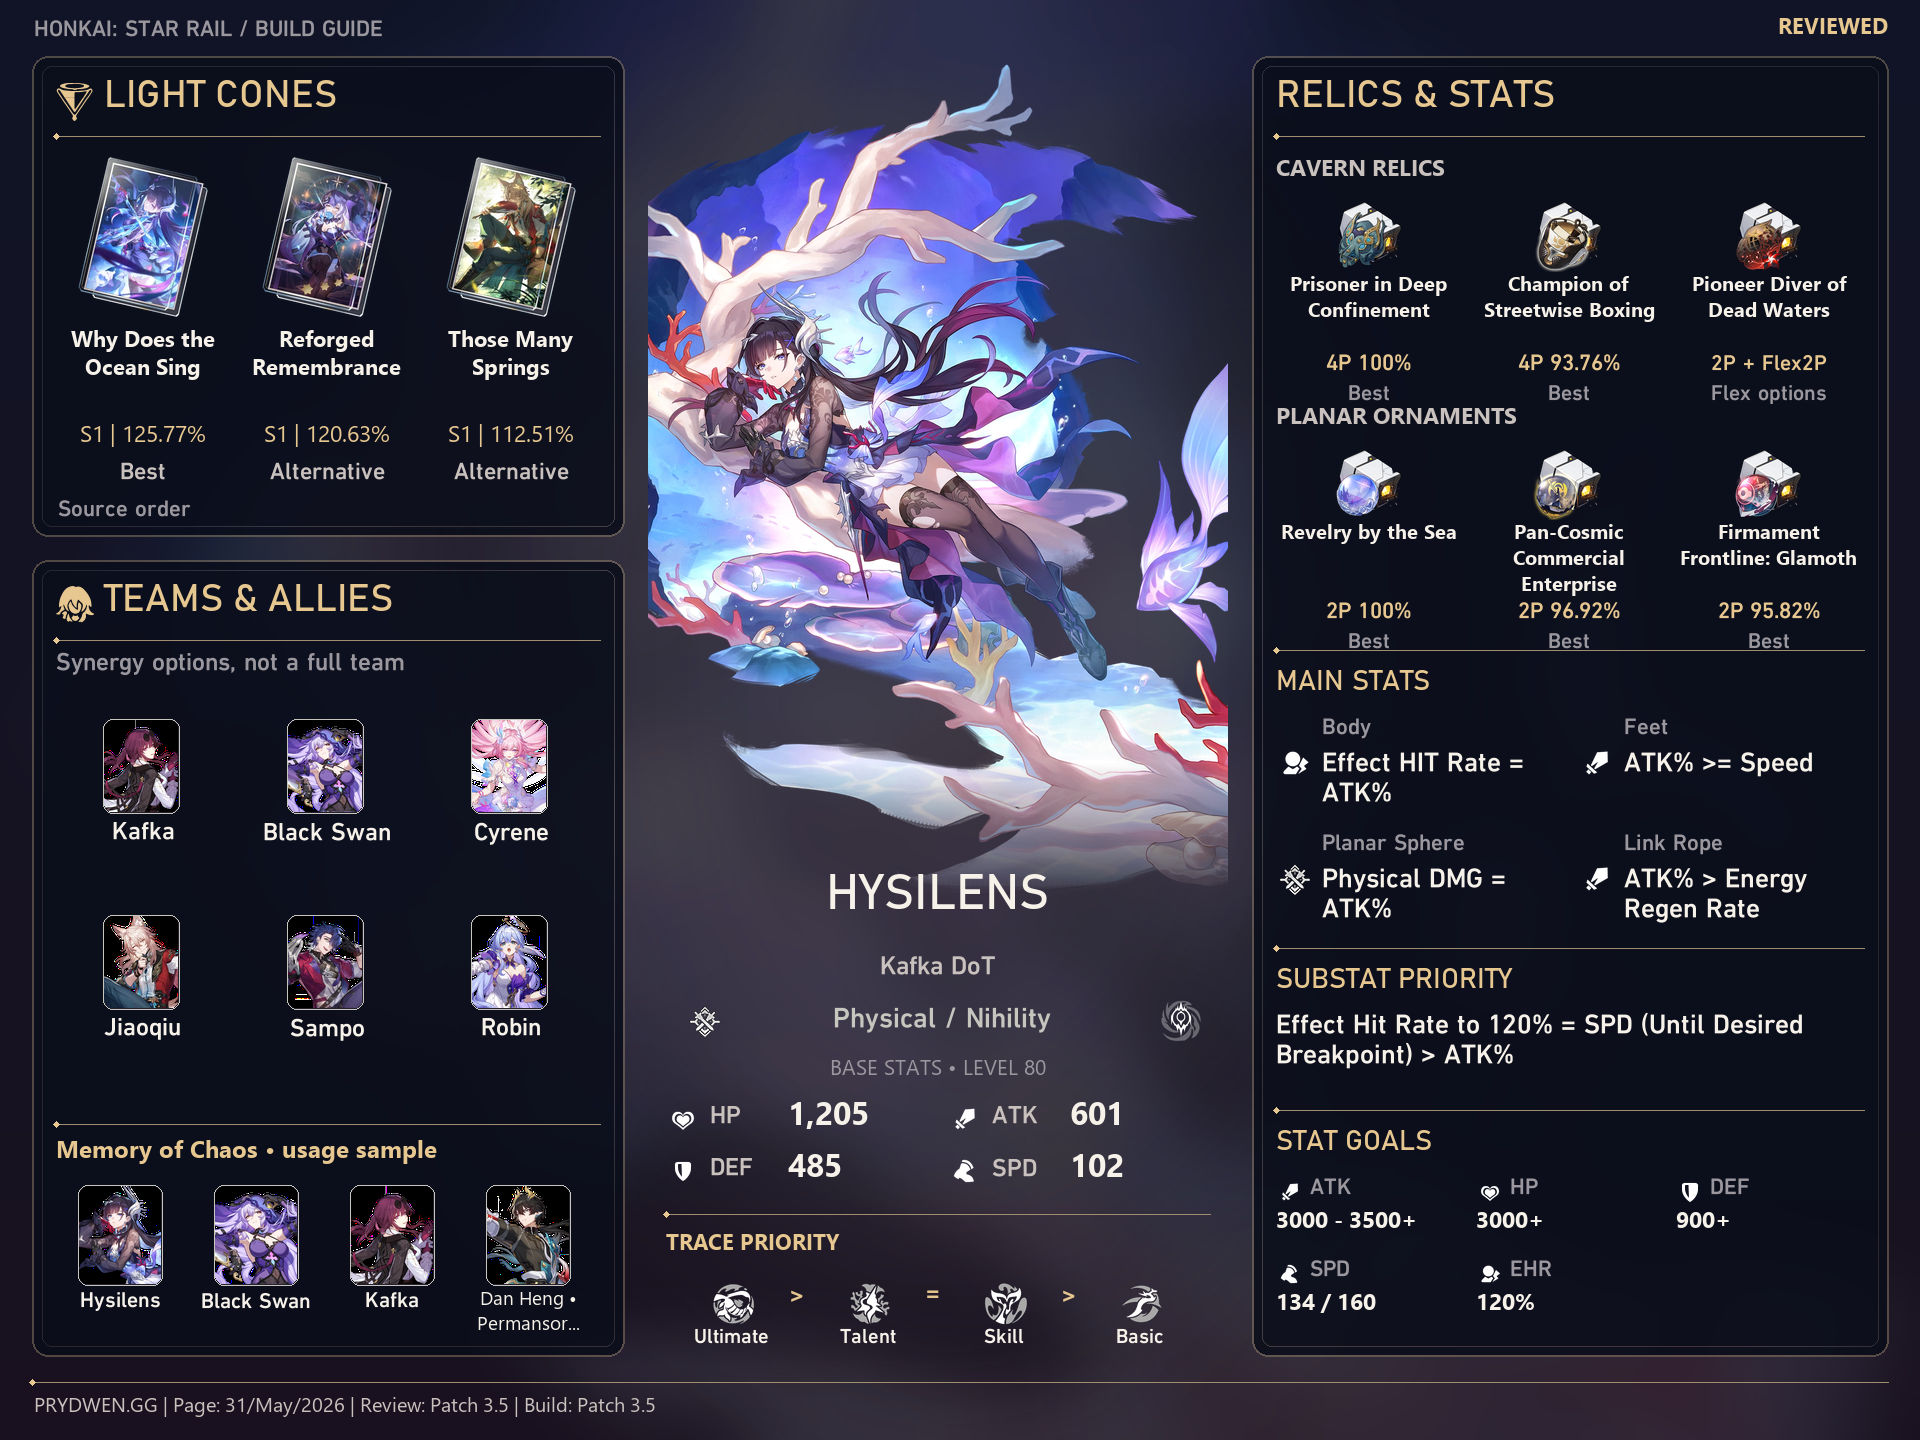 HONKAI: STAR RAIL / BUILD GUIDE
REVIEWED
LIGHT CONES
Why Does the
Ocean Sing
S1 | 125.77%
Best
Reforged
Remembrance
S1 | 120.63%
Alternative
Those Many
Springs
S1 | 112.51%
Alternative
Source order
TEAMS & ALLIES
Synergy options, not a full team
Kafka
Black Swan
Cyrene
Jiaoqiu
Sampo
Robin
Memory of Chaos • usage sample
Hysilens
Black Swan
Kafka
Dan Heng •
Permansor...
HYSILENS
Kafka DoT
Physical / Nihility
BASE STATS • LEVEL 80
HP 1,205
ATK 601
DEF 485
SPD 102
TRACE PRIORITY
Ultimate > Talent = Skill > Basic
RELICS & STATS
CAVERN RELICS
Prisoner in Deep
Confinement
4P 100%
Best
Champion of
Streetwise Boxing
4P 93.76%
Best
Pioneer Diver of
Dead Waters
2P + Flex2P
Flex options
PLANAR ORNAMENTS
Revelry by the Sea
2P 100%
Best
Pan-Cosmic
Commercial
Enterprise
2P 96.92%
Best
Firmament
Frontline: Glamoth
2P 95.82%
Best
MAIN STATS
Body
Effect HIT Rate =
ATK%
Feet
ATK% >= Speed
Planar Sphere
Physical DMG =
ATK%
Link Rope
ATK% > Energy
Regen Rate
SUBSTAT PRIORITY
Effect Hit Rate to 120% = SPD (Until Desired
Breakpoint) > ATK%
STAT GOALS
ATK
3000 - 3500+
HP
3000+
DEF
900+
SPD
134 / 160
EHR
120%
PRYDWEN.GG | Page: 31/May/2026 | Review: Patch 3.5 | Build: Patch 3.5